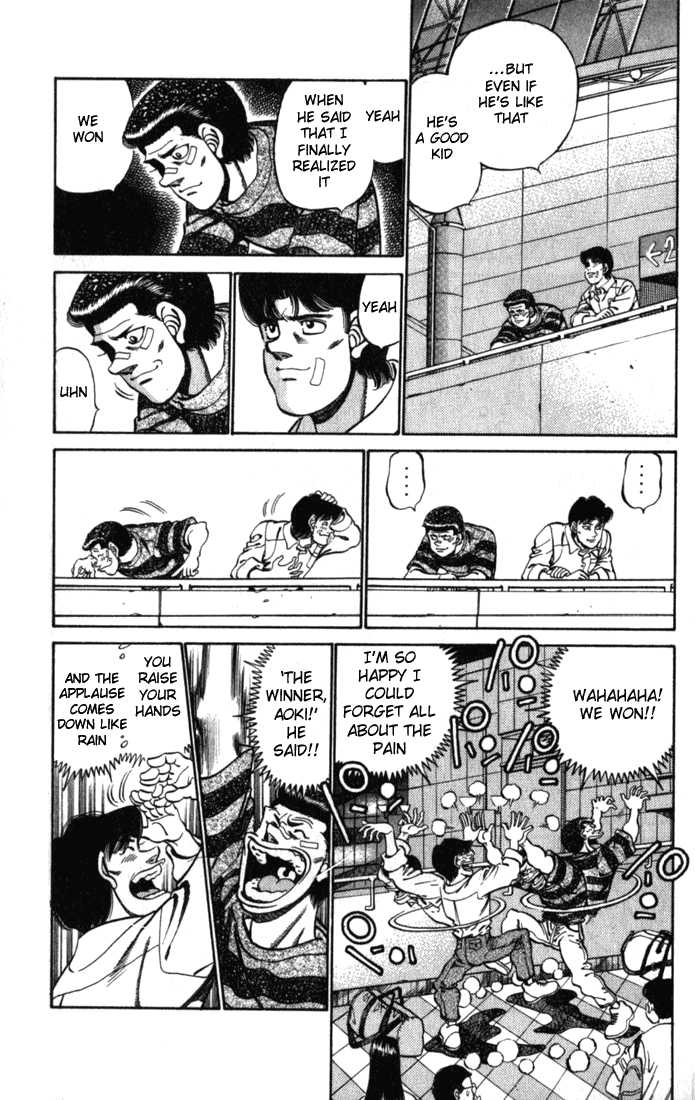 ...BUT
EVEN IF
HE'S LIKE
THAT
HE'S
A GOOD
KID
←2
YEAH
WHEN
HE SAID
THAT I
FINALLY
REALIZED
IT
WE
WON
YEAH
UHN
...
...
WAHAHAHA!
WE WON!!
I'M SO
HAPPY I
COULD
FORGET ALL
ABOUT THE
PAIN
'THE
WINNER,
AOKI!'
HE
SAID!!
YOU
RAISE
YOUR
HANDS
AND THE
APPLAUSE
COMES
DOWN LIKE
RAIN